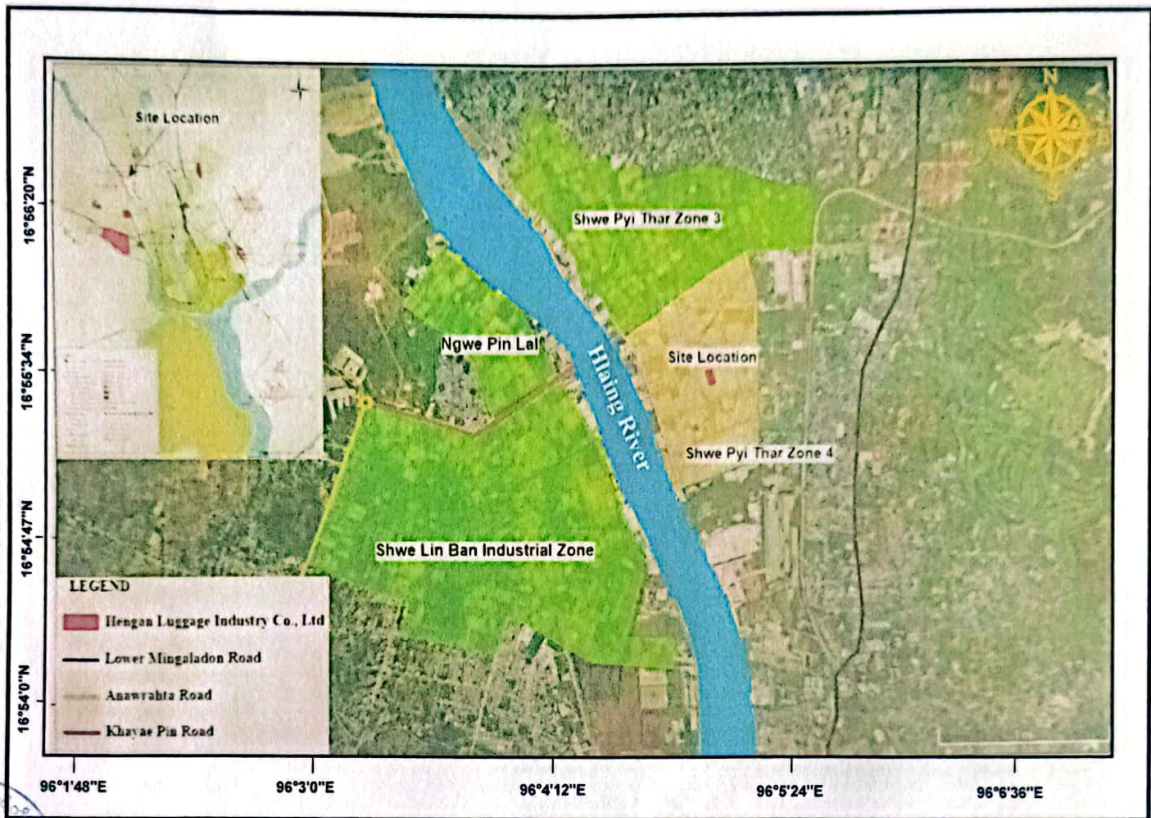 Site Location
N
Shwe Pyi Thar Zone 3
Ngwe Pin Lal
Hlaing River
Site Location
Shwe Pyi Thar Zone 4
Shwe Lin Ban Industrial Zone
LEGEND
Hengan Luggage Industry Co., Ltd
Lower Mingaladon Road
Anawrahta Road
Khayae Pin Road
16°56'20"N
16°55'34"N
16°54'47"N
16°54'0"N
96°1'48"E
96°3'0"E
96°4'12"E
96°5'24"E
96°6'36"E